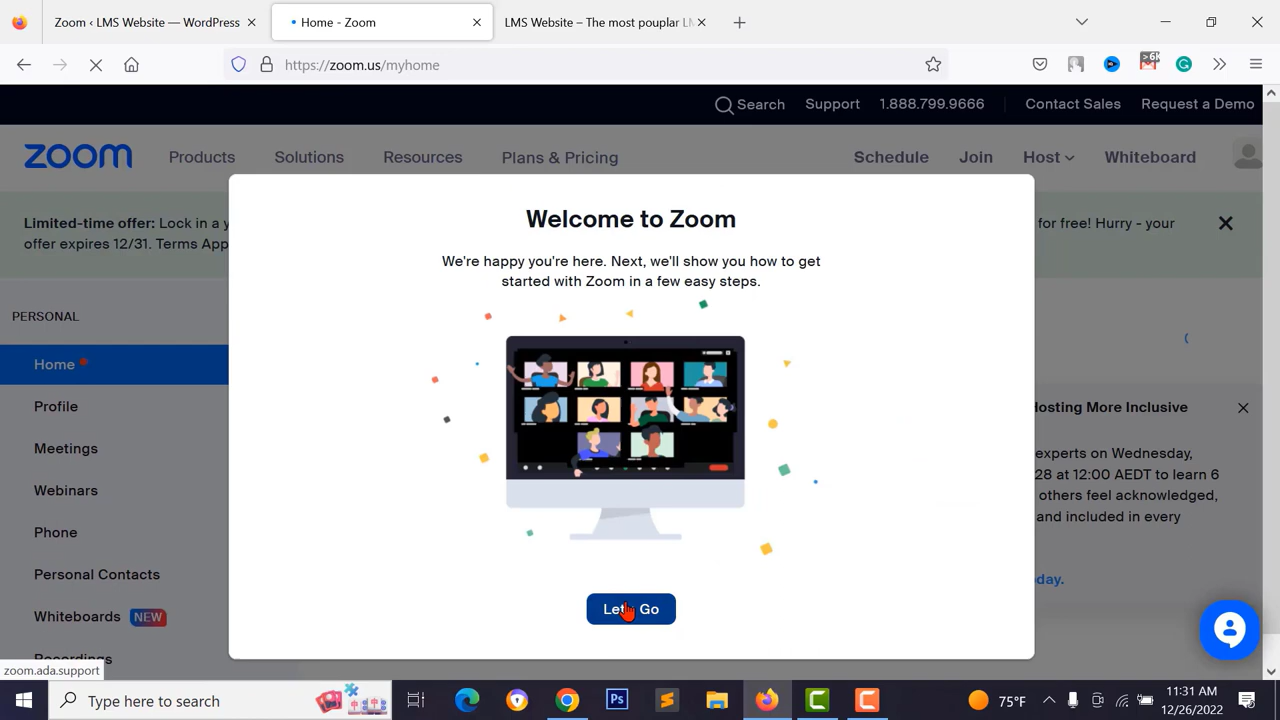 Zoom ‹ LMS Website — WordPress
Home - Zoom
LMS Website – The most pouplar LM
https://zoom.us/myhome
>6k
Search
Support
1.888.799.9666
Contact Sales
Request a Demo
zoom
Products
Solutions
Resources
Plans & Pricing
Schedule
Join
Host
Whiteboard
Limited-time offer: Lock in a y
for free! Hurry - your
offer expires 12/31. Terms App
Welcome to Zoom
We're happy you're here. Next, we'll show you how to get
started with Zoom in a few easy steps.
Let's Go
PERSONAL
Home
Profile
Meetings
Webinars
Phone
Personal Contacts
Whiteboards NEW
Recordings
Hosting More Inclusive
experts on Wednesday,
28 at 12:00 AEDT to learn 6
others feel acknowledged,
and included in every
oday.
zoom.ada.support
Type here to search
Ps
75°F
11:31 AM
12/26/2022